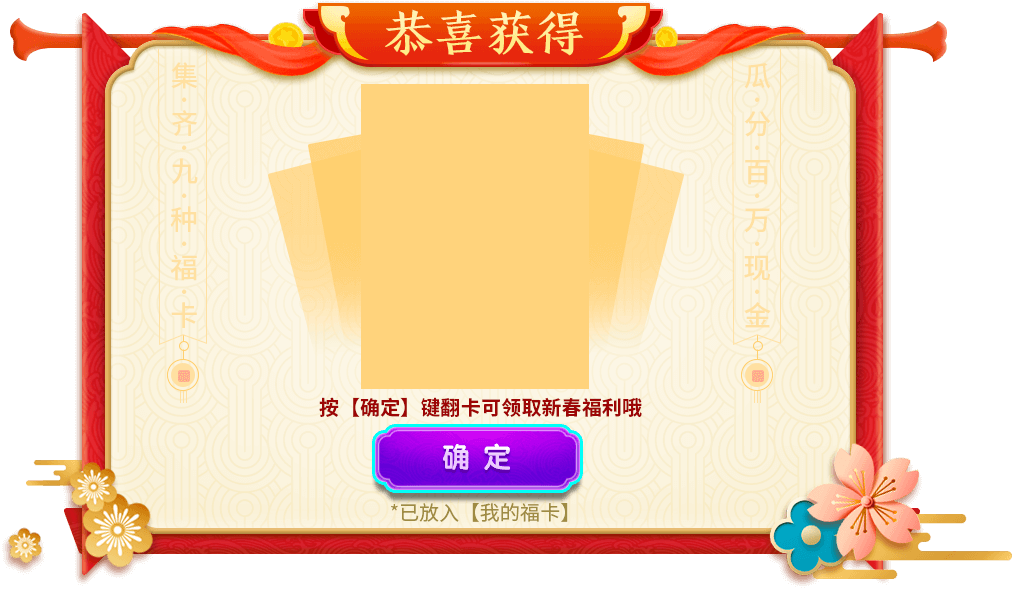 恭喜获得
集·齐·九·种·福·卡
瓜·分·百·万·现·金
按【确定】键翻卡可领取新春福利哦
确 定
*已放入【我的福卡】